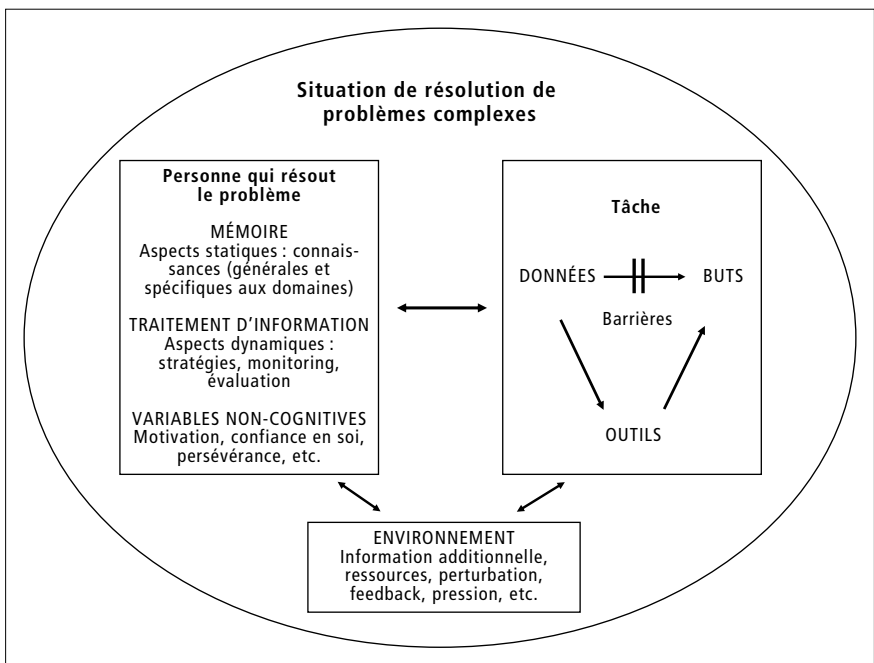 Situation de résolution de
problèmes complexes
Personne qui résout
le problème
MÉMOIRE
Aspects statiques : connais-
sances (générales et
spécifiques aux domaines)
TRAITEMENT D'INFORMATION
Aspects dynamiques :
stratégies, monitoring,
évaluation
VARIABLES NON-COGNITIVES
Motivation, confiance en soi,
persévérance, etc.
Tâche
DONNÉES
BUTS
Barrières
OUTILS
ENVIRONNEMENT
Information additionnelle,
ressources, perturbation,
feedback, pression, etc.